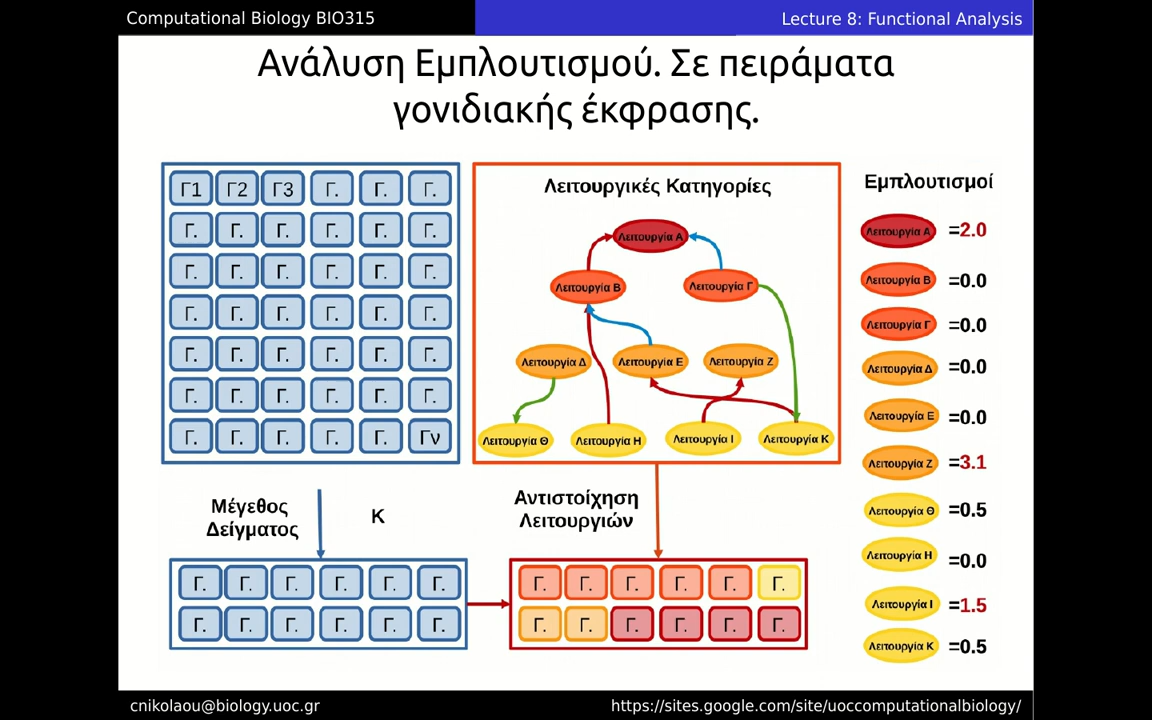 Computational Biology BIO315
Lecture 8: Functional Analysis
Ανάλυση Εμπλουτισμού. Σε πειράματα
γονιδιακής έκφρασης.
Γ1 Γ2 Γ3 Γ. Γ. Γ.
Γ. Γ. Γ. Γ. Γ. Γ.
Γ. Γ. Γ. Γ. Γ. Γ.
Γ. Γ. Γ. Γ. Γ. Γ.
Γ. Γ. Γ. Γ. Γ. Γ.
Γ. Γ. Γ. Γ. Γ. Γ.
Γ. Γ. Γ. Γ. Γ. Γν
Λειτουργικές Κατηγορίες
Λειτουργία Α
Λειτουργία Β Λειτουργία Γ
Λειτουργία Δ Λειτουργία Ε Λειτουργία Ζ
Λειτουργία Θ Λειτουργία Η Λειτουργία Ι Λειτουργία Κ
Εμπλουτισμοί
Λειτουργία Α =2.0
Λειτουργία Β =0.0
Λειτουργία Γ =0.0
Λειτουργία Δ =0.0
Λειτουργία Ε =0.0
Λειτουργία Ζ =3.1
Λειτουργία Θ =0.5
Λειτουργία Η =0.0
Λειτουργία Ι =1.5
Λειτουργία Κ =0.5
Μέγεθος
Δείγματος
Κ
Αντιστοίχηση
Λειτουργιών
Γ. Γ. Γ. Γ. Γ. Γ.
Γ. Γ. Γ. Γ. Γ. Γ.
Γ. Γ. Γ. Γ. Γ. Γ.
Γ. Γ. Γ. Γ. Γ. Γ.
cnikolaou@biology.uoc.gr
https://sites.google.com/site/uoccomputationalbiology/